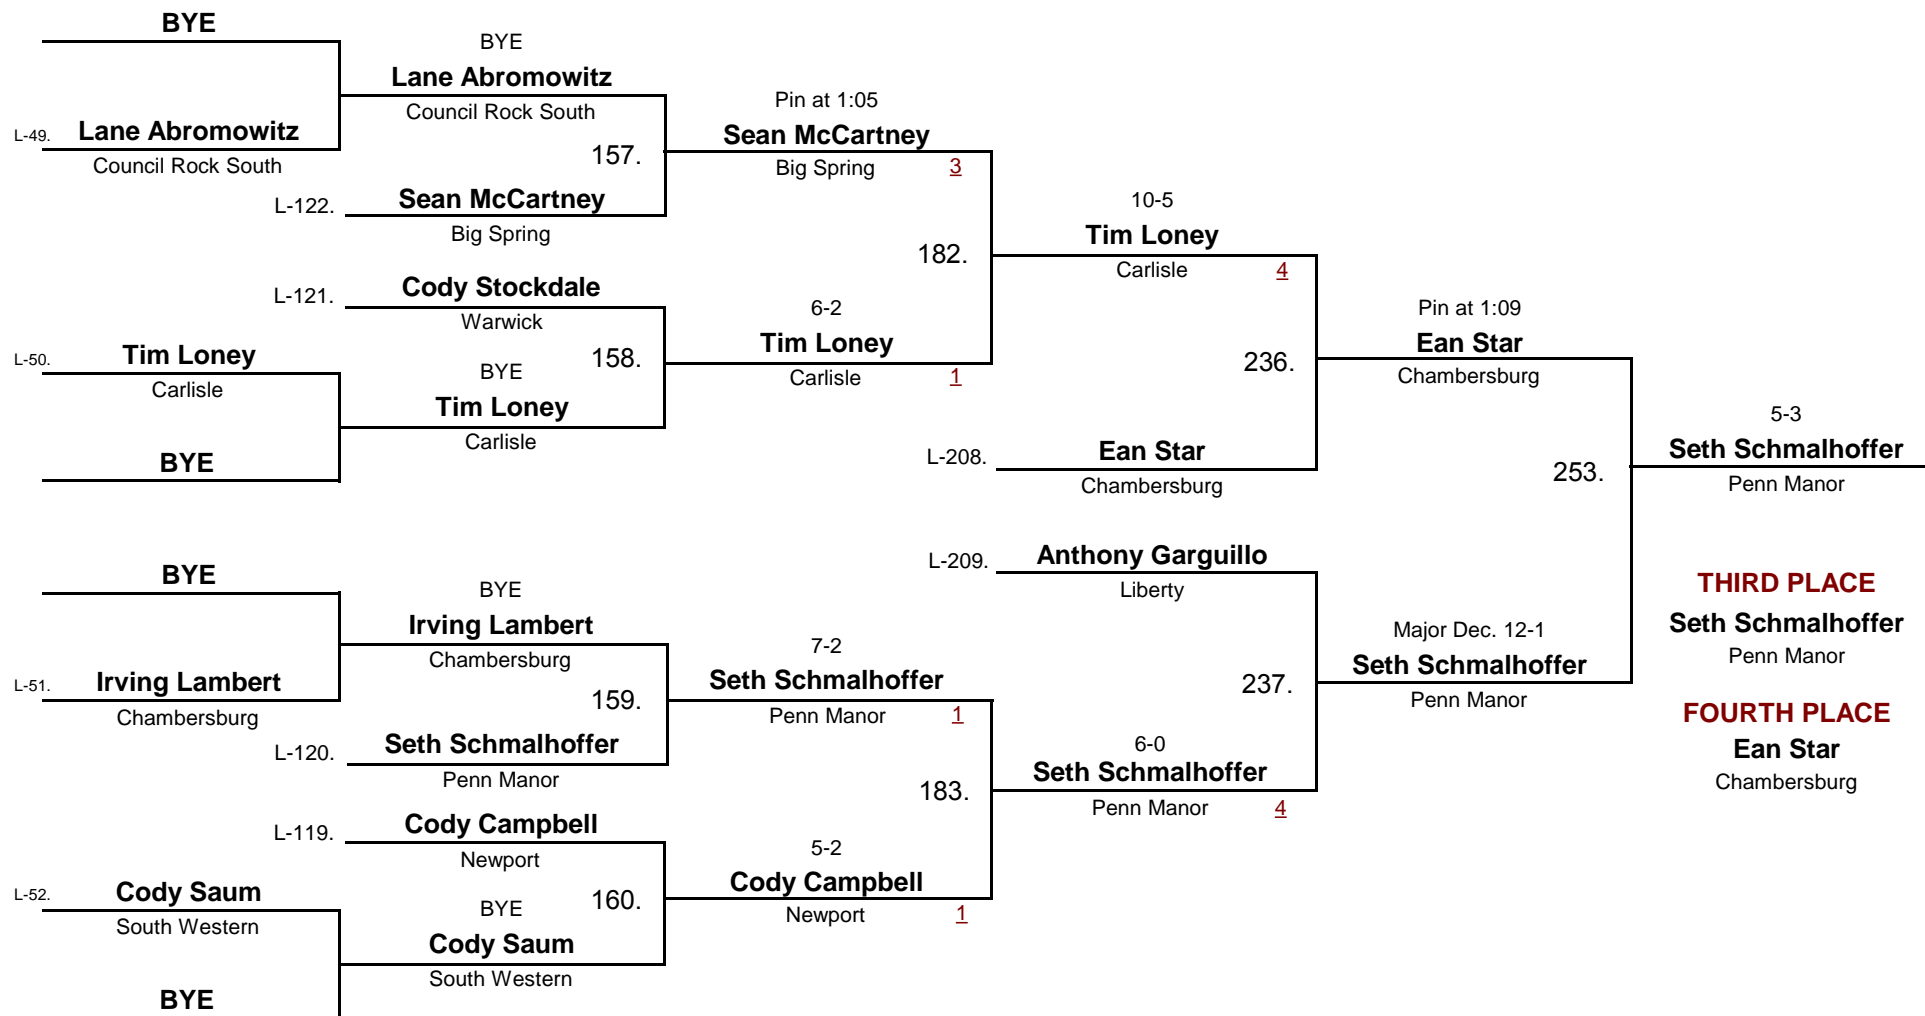 BYE
BYE
Lane Abromowitz
Council Rock South
L-49. Lane Abromowitz
Council Rock South
157.
L-122. Sean McCartney
Big Spring
Pin at 1:05
Sean McCartney
Big Spring 3
L-121. Cody Stockdale
Warwick
158.
L-50. Tim Loney
Carlisle
BYE
Tim Loney
Carlisle
BYE
6-2
Tim Loney
Carlisle 1
182.
10-5
Tim Loney
Carlisle 4
236.
L-208. Ean Star
Chambersburg
Pin at 1:09
Ean Star
Chambersburg
253.
5-3
Seth Schmalhoffer
Penn Manor
BYE
BYE
Irving Lambert
Chambersburg
L-51. Irving Lambert
Chambersburg
159.
L-120. Seth Schmalhoffer
Penn Manor
7-2
Seth Schmalhoffer
Penn Manor 1
L-119. Cody Campbell
Newport
160.
L-52. Cody Saum
South Western
BYE
Cody Saum
South Western
BYE
5-2
Cody Campbell
Newport 1
183.
L-209. Anthony Garguillo
Liberty
237.
6-0
Seth Schmalhoffer
Penn Manor 4
Major Dec. 12-1
Seth Schmalhoffer
Penn Manor
THIRD PLACE
Seth Schmalhoffer
Penn Manor
FOURTH PLACE
Ean Star
Chambersburg